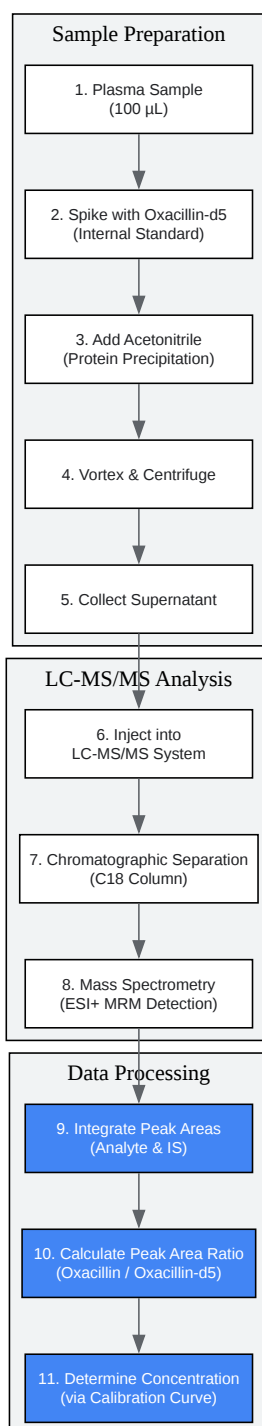 Sample Preparation
1. Plasma Sample
(100 µL)
2. Spike with Oxacillin-d5
(Internal Standard)
3. Add Acetonitrile
(Protein Precipitation)
4. Vortex & Centrifuge
5. Collect Supernatant
LC-MS/MS Analysis
6. Inject into
LC-MS/MS System
7. Chromatographic Separation
(C18 Column)
8. Mass Spectrometry
(ESI+ MRM Detection)
Data Processing
9. Integrate Peak Areas
(Analyte & IS)
10. Calculate Peak Area Ratio
(Oxacillin / Oxacillin-d5)
11. Determine Concentration
(via Calibration Curve)